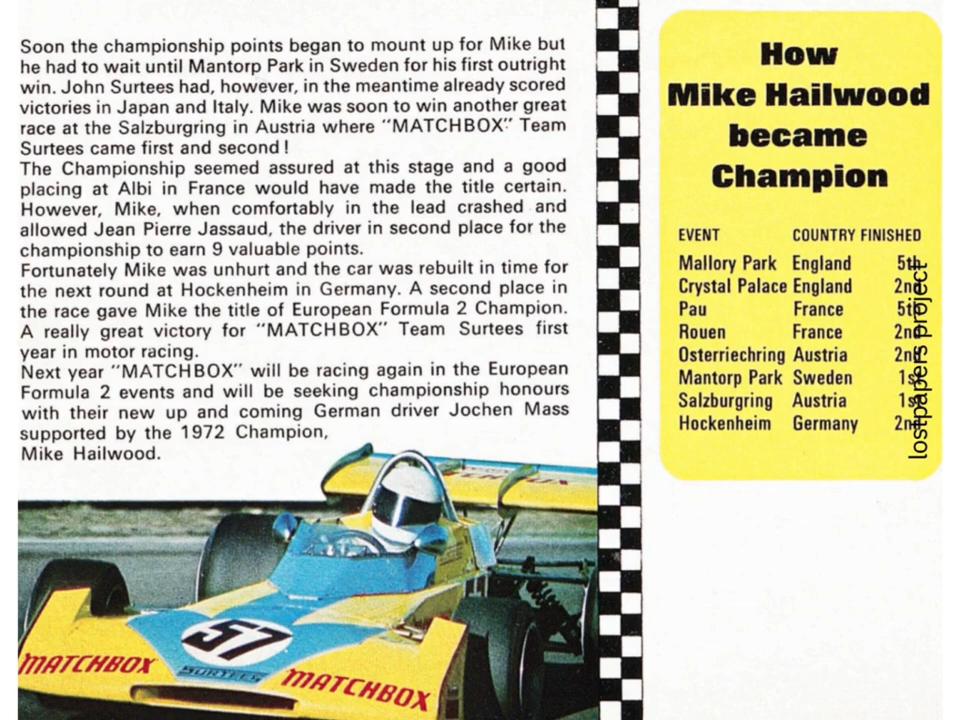 Soon the championship points began to mount up for Mike but
he had to wait until Mantorp Park in Sweden for his first outright
win. John Surtees had, however, in the meantime already scored
victories in Japan and Italy. Mike was soon to win another great
race at the Salzburgring in Austria where "MATCHBOX" Team
Surtees came first and second!
The Championship seemed assured at this stage and a good
placing at Albi in France would have made the title certain.
However, Mike, when comfortably in the lead crashed and
allowed Jean Pierre Jassaud, the driver in second place for the
championship to earn 9 valuable points.
Fortunately Mike was unhurt and the car was rebuilt in time for
the next round at Hockenheim in Germany. A second place in
the race gave Mike the title of European Formula 2 Champion.
A really great victory for "MATCHBOX" Team Surtees first
year in motor racing.
Next year "MATCHBOX" will be racing again in the European
Formula 2 events and will be seeking championship honours
with their new up and coming German driver Jochen Mass
supported by the 1972 Champion,
Mike Hailwood.
57
MATCHBOX
SURTEES
MATCHBOX
How
Mike Hailwood
became
Champion
EVENT COUNTRY FINISHED
Mallory Park England 5th
Crystal Palace England 2nd
Pau France 5th
Rouen France 2nd
Osterriechring Austria 2nd
Mantorp Park Sweden 1st
Salzburgring Austria 1st
Hockenheim Germany 2nd
lostpapers project